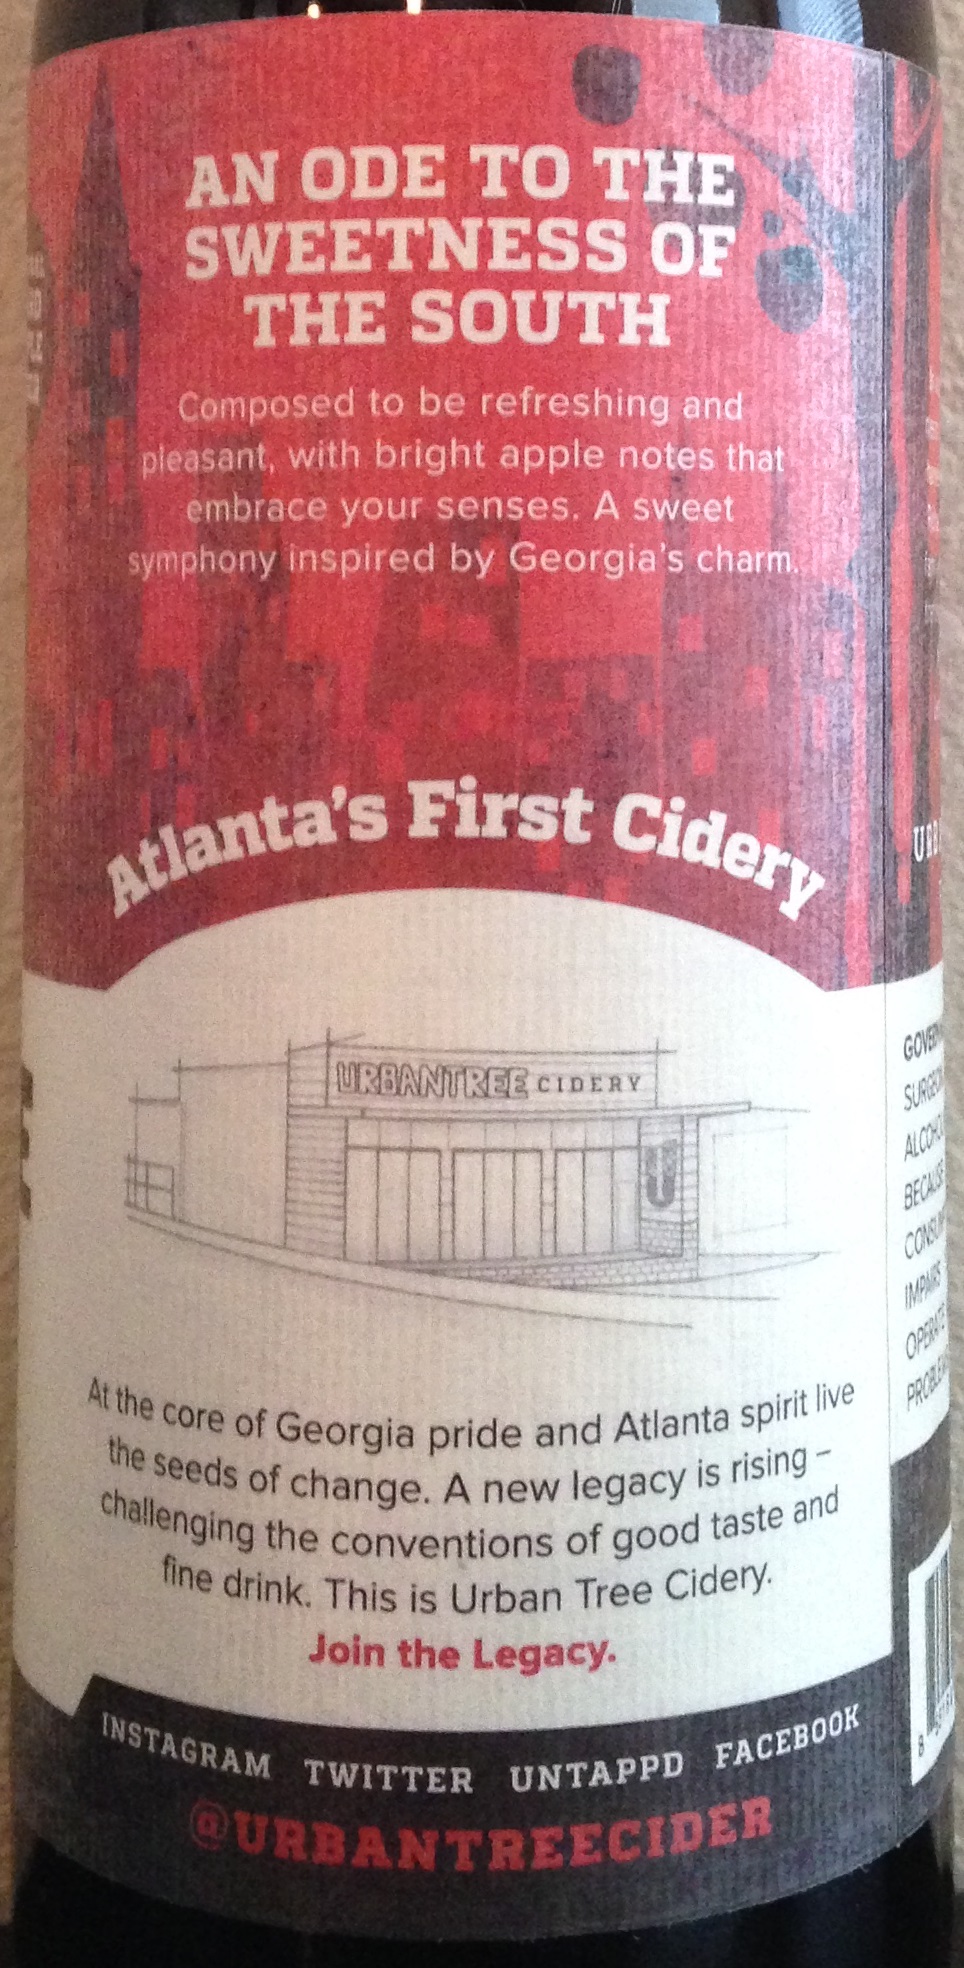 AN ODE TO THE
SWEETNESS OF
THE SOUTH
Composed to be refreshing and
pleasant, with bright apple notes that
embrace your senses. A sweet
symphony inspired by Georgia's charm.
Atlanta's First Cidery
URBANTREE CIDERY
U
At the core of Georgia pride and Atlanta spirit live
the seeds of change. A new legacy is rising –
challenging the conventions of good taste and
fine drink. This is Urban Tree Cidery.
Join the Legacy.
INSTAGRAM TWITTER UNTAPPD FACEBOOK
@URBANTREECIDER